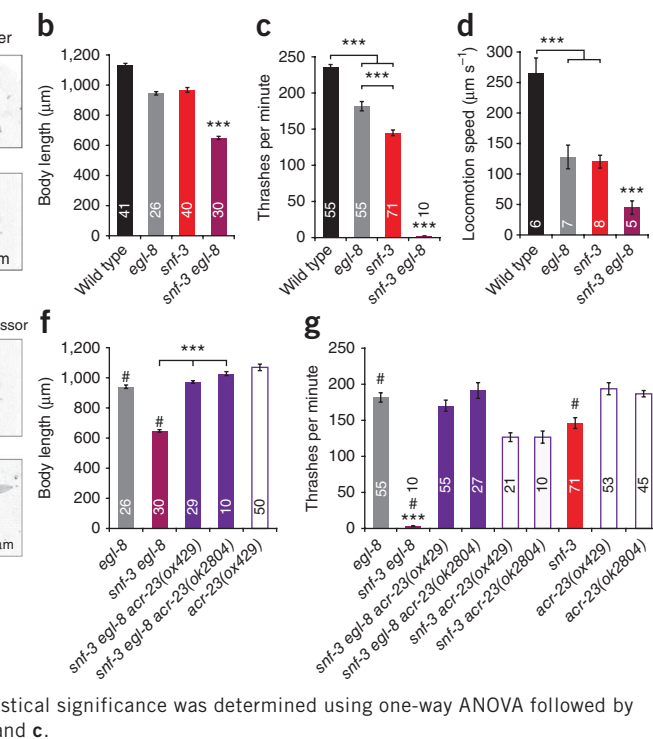 er
b
1,200
1,000
800
600
400
200
0
Body length (µm)
***
41
26
40
30
Wild type
egl-8
snf-3
snf-3 egl-8
c
250
200
150
100
50
0
Thrashes per minute
***
***
10
***
55
55
71
Wild type
egl-8
snf-3
snf-3 egl-8
d
300
250
200
150
100
50
0
Locomotion speed (µm s⁻¹)
***
***
6
7
8
5
Wild type
egl-8
snf-3
snf-3 egl-8
m
ssor
f
1,200
1,000
800
600
400
200
0
Body length (µm)
***
#
#
26
30
29
10
50
egl-8
snf-3 egl-8
snf-3 egl-8 acr-23(ox429)
snf-3 egl-8 acr-23(ok2804)
acr-23(ox429)
g
250
200
150
100
50
0
Thrashes per minute
#
10
#
***
#
55
55
27
21
10
71
53
45
egl-8
snf-3 egl-8
snf-3 egl-8 acr-23(ox429)
snf-3 egl-8 acr-23(ok2804)
snf-3 acr-23(ox429)
snf-3 acr-23(ok2804)
snf-3
acr-23(ox429)
acr-23(ok2804)
µm
stical significance was determined using one-way ANOVA followed by
and c.